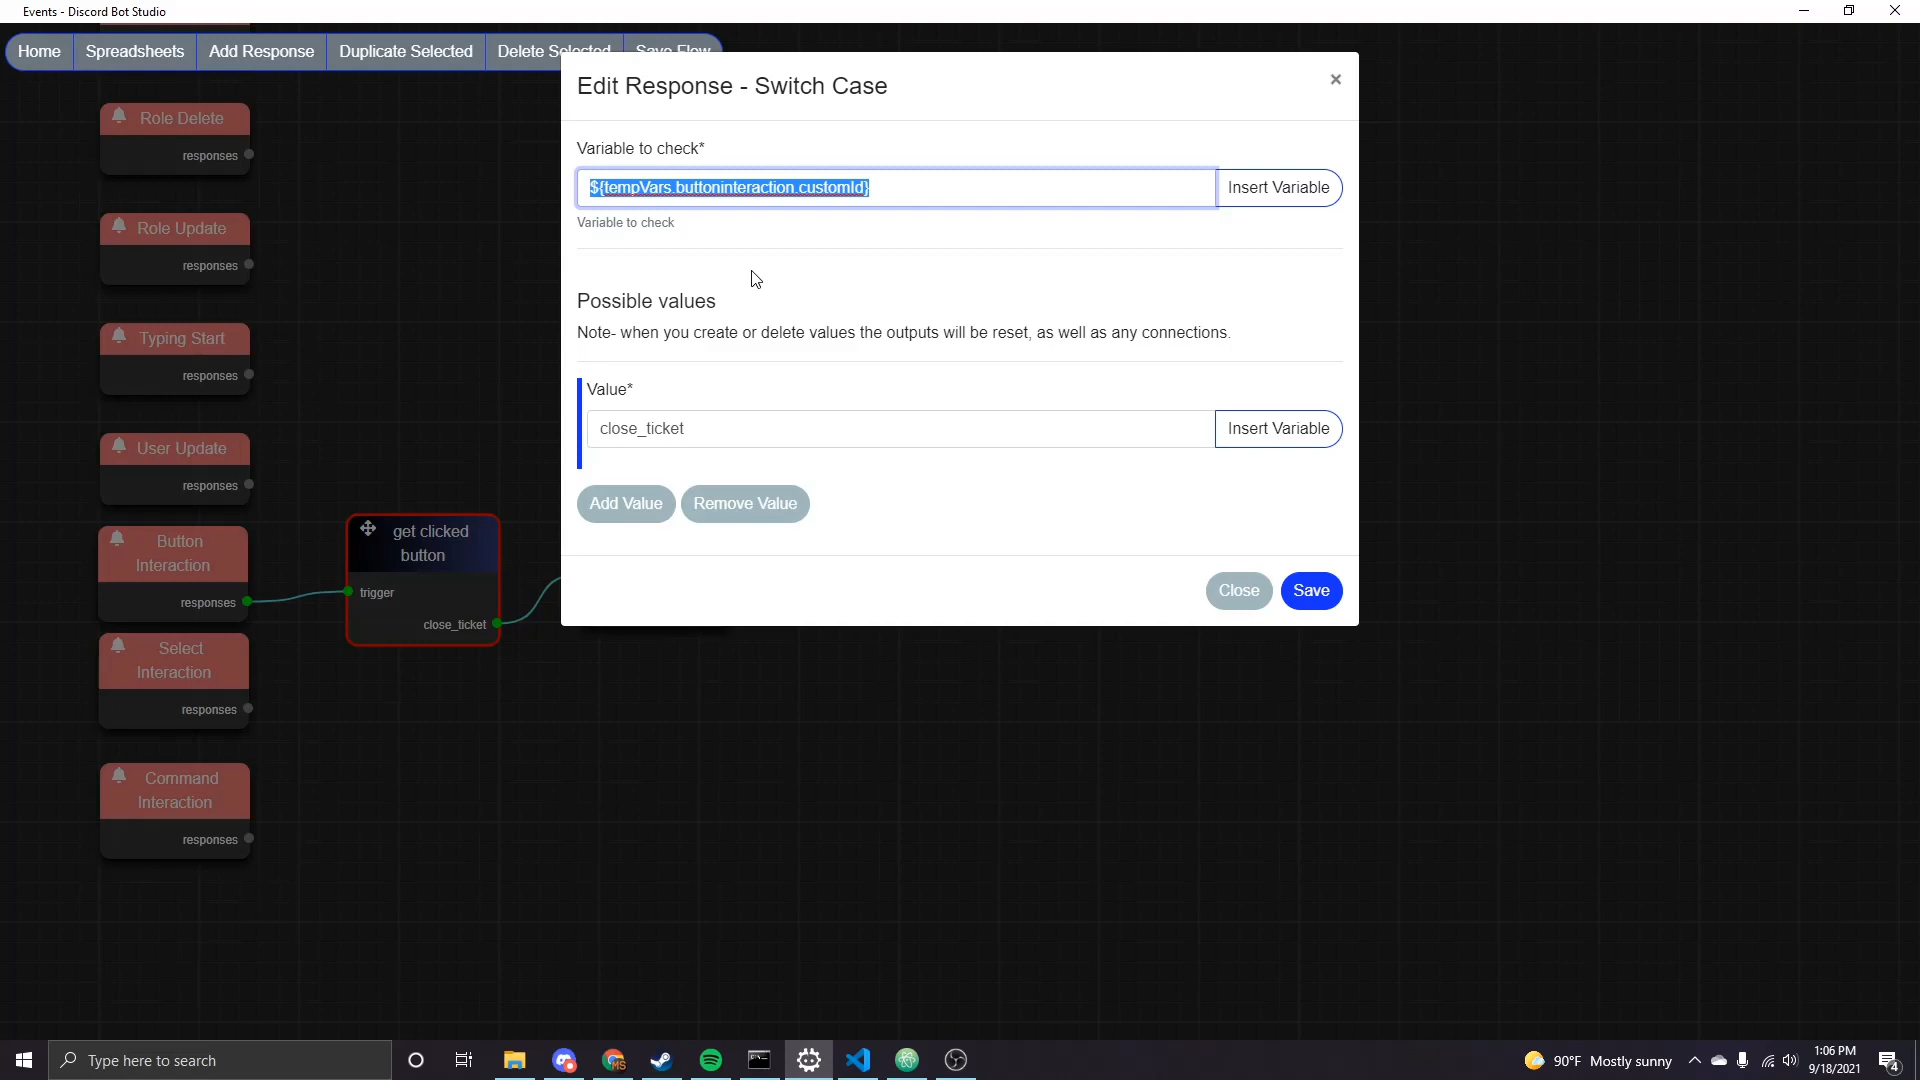 Events - Discord Bot Studio
Home
Spreadsheets
Add Response
Duplicate Selected
Delete Selected
Save Flow
Edit Response - Switch Case
×
Variable to check*
${tempVars.buttoninteraction.customId}
Insert Variable
Variable to check
Possible values
Note- when you create or delete values the outputs will be reset, as well as any connections.
Value*
close_ticket
Insert Variable
Add Value
Remove Value
Close
Save
Role Delete
responses
Role Update
responses
Typing Start
responses
User Update
responses
Button
Interaction
responses
get clicked
button
trigger
close_ticket
Select
Interaction
responses
Command
Interaction
responses
Type here to search
MS
90°F Mostly sunny
1:06 PM
9/18/2021
4